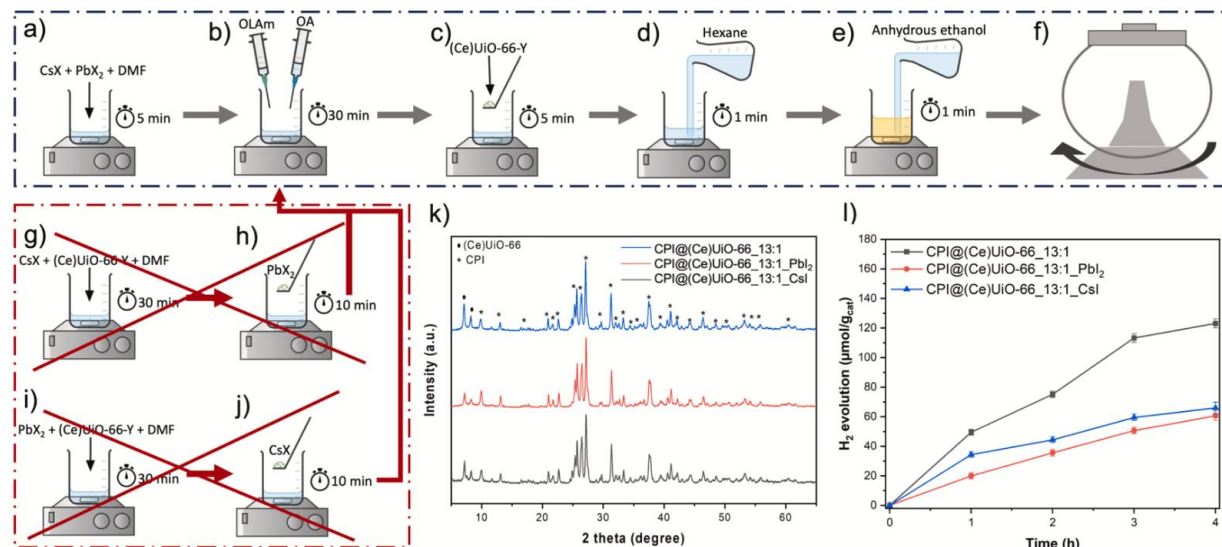 a)
CsX + PbX₂ + DMF
5 min
b)
OLAm
OA
30 min
c)
(Ce)UiO-66-Y
5 min
d)
Hexane
1 min
e)
Anhydrous ethanol
1 min
f)
g)
CsX + (Ce)UiO-66-Y + DMF
30 min
h)
PbX₂
10 min
i)
PbX₂ + (Ce)UiO-66-Y + DMF
30 min
j)
CsX
10 min
k)
(Ce)UiO-66
* CPI
CPI@(Ce)UiO-66_13:1
CPI@(Ce)UiO-66_13:1_PbI₂
CPI@(Ce)UiO-66_13:1_CsI
Intensity (a.u.)
10 20 30 40 50 60
2 theta (degree)
l)
CPI@(Ce)UiO-66_13:1
CPI@(Ce)UiO-66_13:1_PbI₂
CPI@(Ce)UiO-66_13:1_CsI
H₂ evolution (μmol/g_cat)
180
160
140
120
100
80
60
40
20
0
0 1 2 3 4
Time (h)